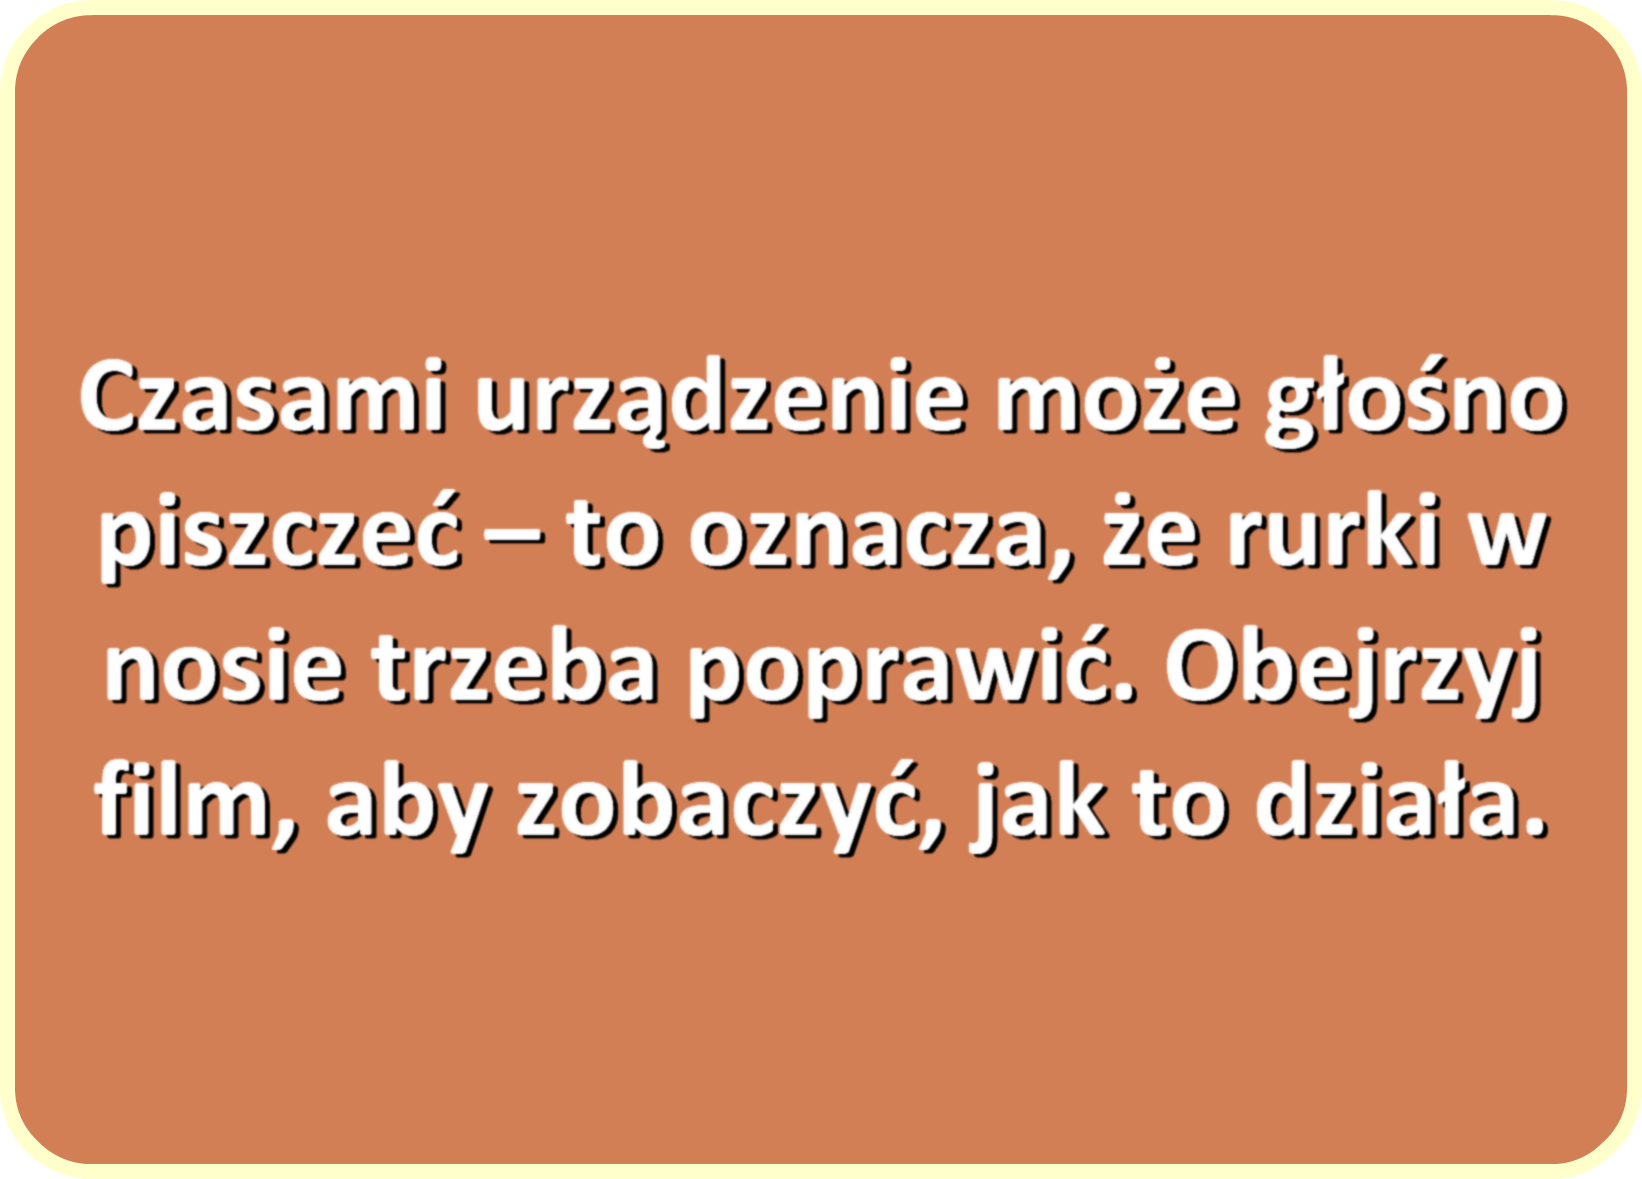 Czasami urządzenie może głośno
piszczeć – to oznacza, że rurki w
nosie trzeba poprawić. Obejrzyj
film, aby zobaczyć, jak to działa.